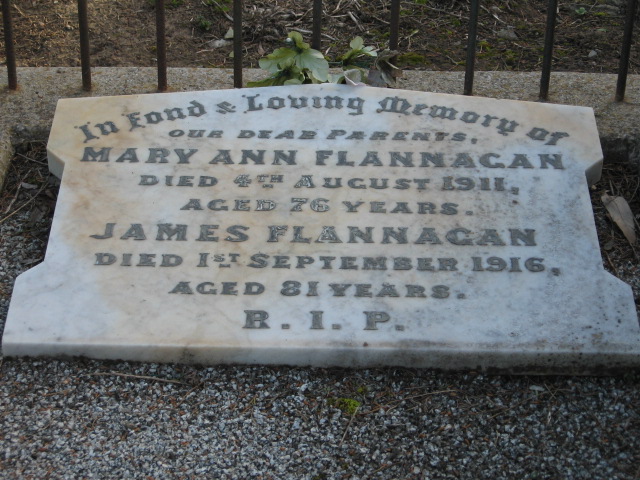 In Fond & Loving Memory of
OUR DEAR PARENTS,
MARY ANN FLANNAGAN
DIED 4TH AUGUST 1911,
AGED 76 YEARS.
JAMES FLANNAGAN
DIED 1ST SEPTEMBER 1916,
AGED 81 YEARS.
R. I. P.